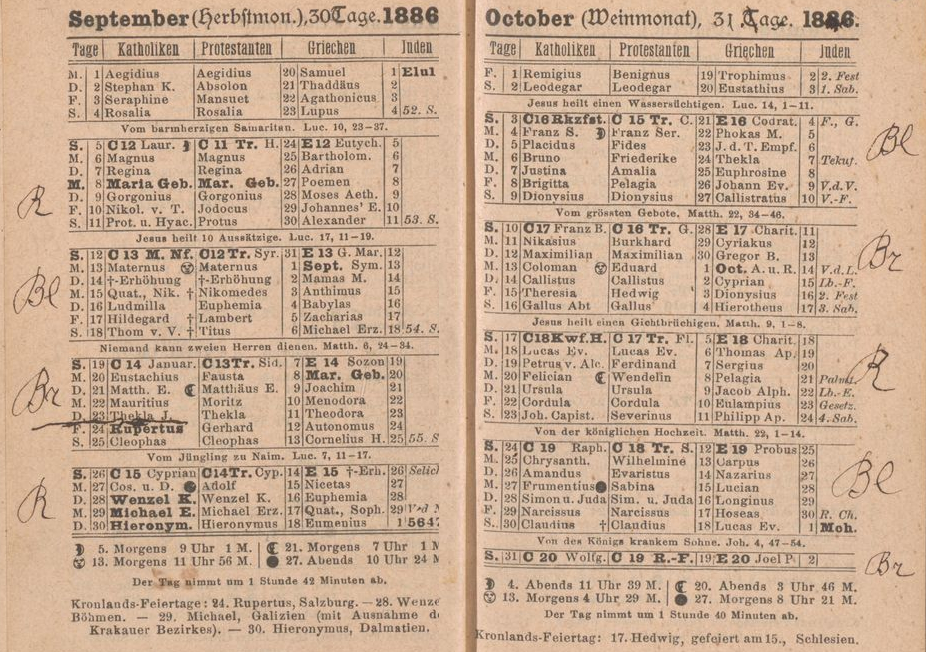 September (Herbstmon.), 30 Tage. 1886
Tage Katholiken Protestanten Griechen Juden
M. 1 Aegidius Aegidius 20 Samuel 1 Elul
D. 2 Stephan K. Absolon 21 Thaddäus 2
F. 3 Seraphine Mansuet 22 Agathonicus 3
S. 4 Rosalia Rosalia 23 Lupus 4 52. S.
Vom barmherzigen Samaritan. Luc. 10, 23-37.
S. 5 C 12 Laur. C 11 Tr. H. 24 E 12 Eutych. 5
M. 6 Magnus Magnus 25 Bartholom. 6
D. 7 Regina Regina 26 Adrian 7
M. 8 Maria Geb. Mar. Geb. 27 Poemen 8
D. 9 Gorgonius Gorgonius 28 Moses Aeth. 9
F. 10 Nikol. v. T. Jodocus 29 Johannes' E. 10
S. 11 Prot. u. Hyac. Protus 30 Alexander 11 53. S.
R
Jesus heilt 10 Aussätzige. Luc. 17, 11-19.
S. 12 C 13 M. Nf. C 12 Tr. Syr. 31 E 13 G. Mar. 12
M. 13 Maternus Maternus 1 Sept. Sym. 13
D. 14 †-Erhöhung †-Erhöhung 2 Mamas M. 14
M. 15 Quat., Nik. † Nikomedes 3 Anthimus 15
D. 16 Ludmilla Euphemia 4 Babylas 16
F. 17 Hildegard † Lambert 5 Zacharias 17
S. 18 Thom v. V. † Titus 6 Michael Erz. 18 54. S.
Bl
Niemand kann zweien Herren dienen. Matth. 6, 24-34.
S. 19 C 14 Januar. C 13 Tr. Sid. 7 E 14 Sozon 19
M. 20 Eustachius Fausta 8 Mar. Geb. 20
D. 21 Matth. E. Matthäus E. 9 Joachim 21
M. 22 Mauritius Moritz 10 Menodora 22
D. 23 Thekla J. Thekla 11 Theodora 23
F. 24 Rupertus Gerhard 12 Autonomus 24
S. 25 Cleophas Cleophas 13 Cornelius H. 25 55. S
Br
Vom Jüngling zu Naim. Luc. 7, 11-17.
S. 26 C 15 Cyprian C 14 Tr. Cyp. 14 E 15 †-Erh. 26 Selic
M. 27 Cos. u. D. Adolf 15 Nicetas 27
D. 28 Wenzel K. Wenzel K. 16 Euphemia 28
M. 29 Michael E. Michael Erz. 17 Quat., Soph. 29 V d
D. 30 Hieronym. Hieronymus 18 Eumenius 1 5647
R
5. Morgens 9 Uhr 1 M. 21. Morgens 7 Uhr 1 M
13. Morgens 11 Uhr 56 M. 27. Abends 10 Uhr 24 M
Der Tag nimmt um 1 Stunde 42 Minuten ab.
Kronlands-Feiertage: 24. Rupertus, Salzburg. — 28. Wenze
Böhmen. — 29. Michael, Galizien (mit Ausnahme d
Krakauer Bezirkes). — 30. Hieronymus, Dalmatien.
October (Weinmonat), 31 Tage. 1886.
Tage Katholiken Protestanten Griechen Juden
F. 1 Remigius Benignus 19 Trophimus 2 2. Fest
S. 2 Leodegar Leodegar 20 Eustathius 3 1. Sab.
Jesus heilt einen Wassersüchtigen. Luc. 14, 1-11.
S. 3 C 16 Rkzfst. C 15 Tr. C. 21 E 16 Codrat. 4 F., G.
M. 4 Franz S. Franz Ser. 22 Phokas M. 5
D. 5 Placidus Fides 23 J. d. T. Empf. 6
M. 6 Bruno Friederike 24 Thekla 7 Tekuf.
D. 7 Justina Amalia 25 Euphrosine 8
F. 8 Brigitta Pelagia 26 Johann Ev. 9 V.d.V.
S. 9 Dionysius Dionysius 27 Callistratus 10 V.-F.
Bl
Vom grössten Gebote. Matth. 22, 34-46.
S. 10 C 17 Franz B. C 16 Tr. G. 28 E 17 Charit. 11
M. 11 Nikasius Burkhard 29 Cyriakus 12
D. 12 Maximilian Maximilian 30 Gregor B. 13
M. 13 Coloman Eduard 1 Oct. A. u. R. 14 V.d.L.
D. 14 Callistus Callistus 2 Cyprian 15 Lb.-F.
F. 15 Theresia Hedwig 3 Dionysius 16 2. Fest
S. 16 Gallus Abt Gallus 4 Hierotheus 17 3. Sab.
Br
Jesus heilt einen Gichtbrüchigen. Matth. 9, 1-8.
S. 17 C 18 Kwf. H. C 17 Tr. Fl. 5 E 18 Charit. 18
M. 18 Lucas Ev. Lucas Ev. 6 Thomas Ap. 19
D. 19 Petrus v. Alc. Ferdinand 7 Sergius 20
M. 20 Felician Wendelin 8 Pelagia 21 Palmf.
D. 21 Ursula Ursula 9 Jacob Alph. 22 Lb.-E.
F. 22 Cordula Cordula 10 Eulampius 23 Gesetz.
S. 23 Joh. Capist. Severinus 11 Philipp Ap. 24 4. Sab.
R
Von der königlichen Hochzeit. Matth. 22, 1-14.
S. 24 C 19 Raph. C 18 Tr. S. 12 E 19 Probus 25
M. 25 Chrysanth. Wilhelmine 13 Carpus 26
D. 26 Amandus Evaristus 14 Nazarius 27
M. 27 Frumentius Sabina 15 Lucian 28
D. 28 Simon u. Juda Sim. u. Juda 16 Longinus 29
F. 29 Narcissus Narcissus 17 Hoseas 30 R. Ch.
S. 30 Claudius † Claudius 18 Lucas Ev. 1 Moh.
Bl
Von des Königs krankem Sohne. Joh. 4, 47-54.
S. 31 C 20 Wolfg. C 19 R.-F. 19 E 20 Joel P. 2
Br
4. Abends 11 Uhr 39 M. 20. Abends 3 Uhr 46 M.
13. Morgens 4 Uhr 29 M. 27. Morgens 8 Uhr 21 M.
Der Tag nimmt um 1 Stunde 40 Minuten ab.
Kronlands-Feiertag: 17. Hedwig, gefeiert am 15., Schlesien.